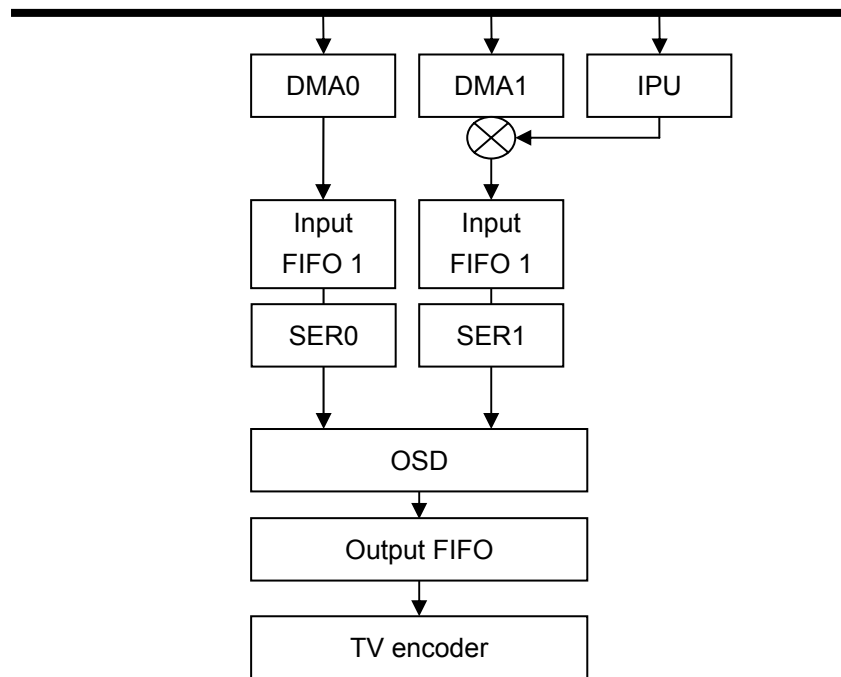 DMA0
DMA1
IPU
Input
FIFO 1
Input
FIFO 1
SER0
SER1
OSD
Output FIFO
TV encoder